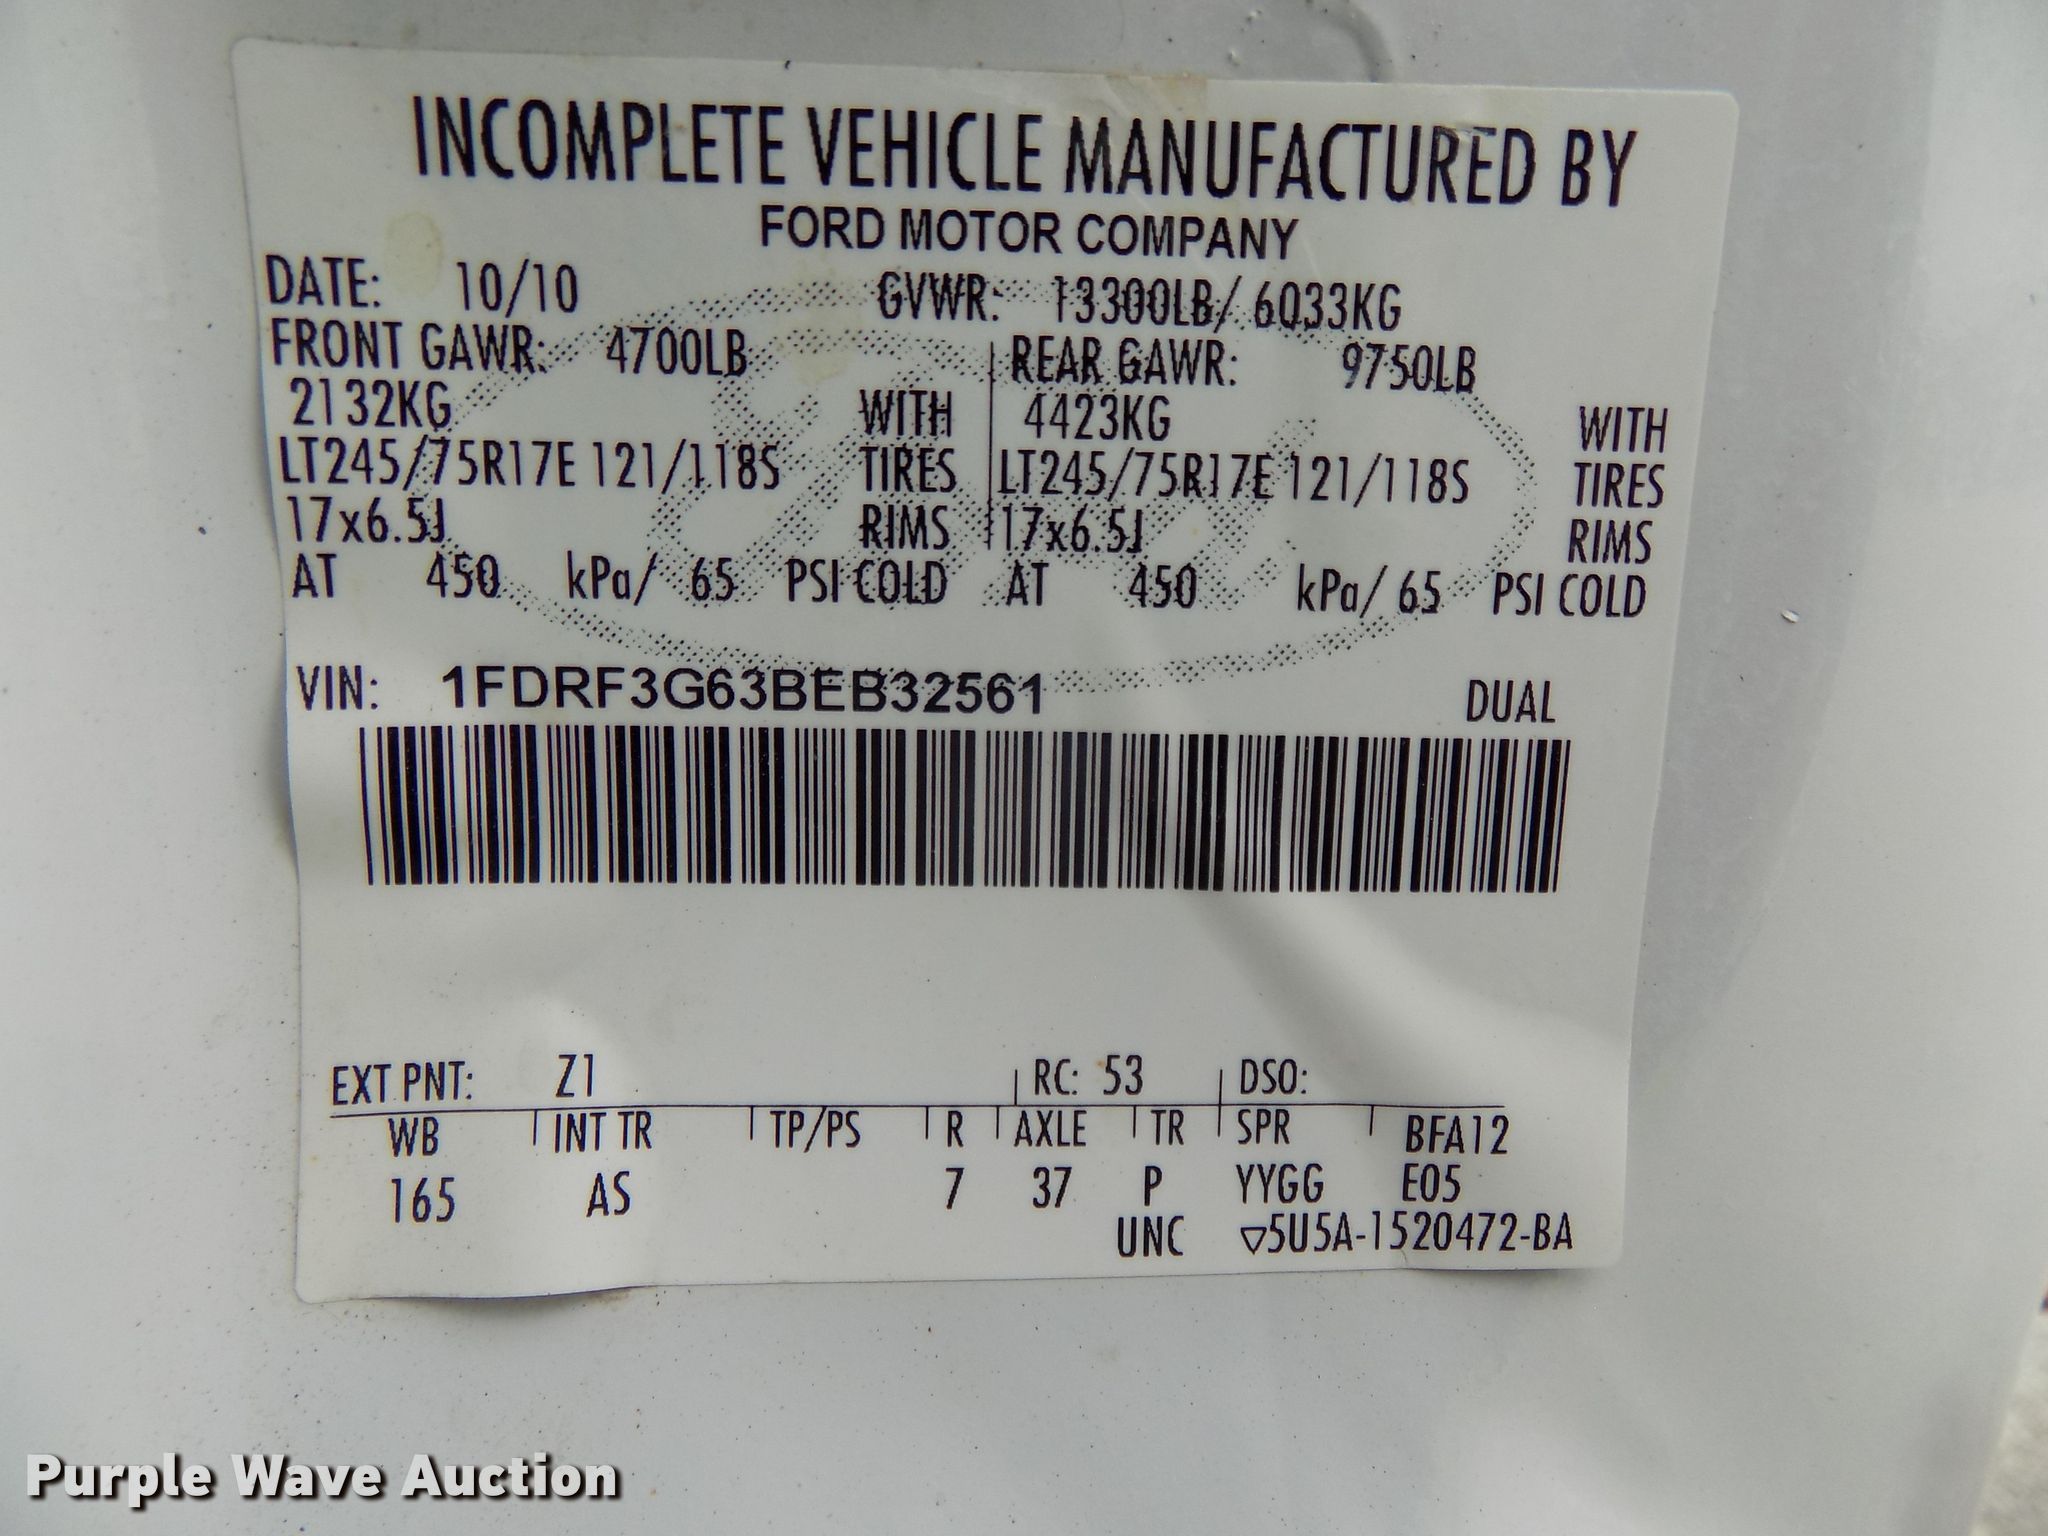 INCOMPLETE VEHICLE MANUFACTURED BY
FORD MOTOR COMPANY
DATE: 10/10 GVWR: 13300LB/ 6033KG
FRONT GAWR: 4700LB REAR GAWR: 9750LB
2132KG WITH 4423KG WITH
LT245/75R17E 121/118S TIRES LT245/75R17E 121/118S TIRES
17x6.5J RIMS 17x6.5J RIMS
AT 450 kPa/ 65 PSI COLD AT 450 kPa/ 65 PSI COLD
VIN: 1FDRF3G63BEB32561 DUAL
EXT PNT: Z1 RC: 53 DSO:
WB INT TR TP/PS R AXLE TR SPR BFA12
165 AS 7 37 P YYGG E05
UNC ▽5U5A-1520472-BA
Purple Wave Auction